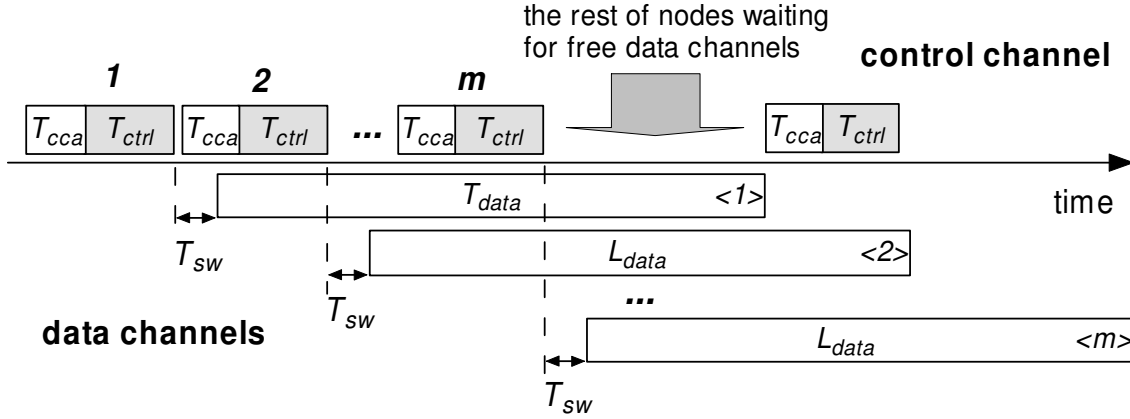 the rest of nodes waiting
for free data channels
control channel
1 2 m
T_cca T_ctrl T_cca T_ctrl ... T_cca T_ctrl T_cca T_ctrl
T_data <1>
time
T_sw
L_data <2>
T_sw
...
data channels
L_data <m>
T_sw